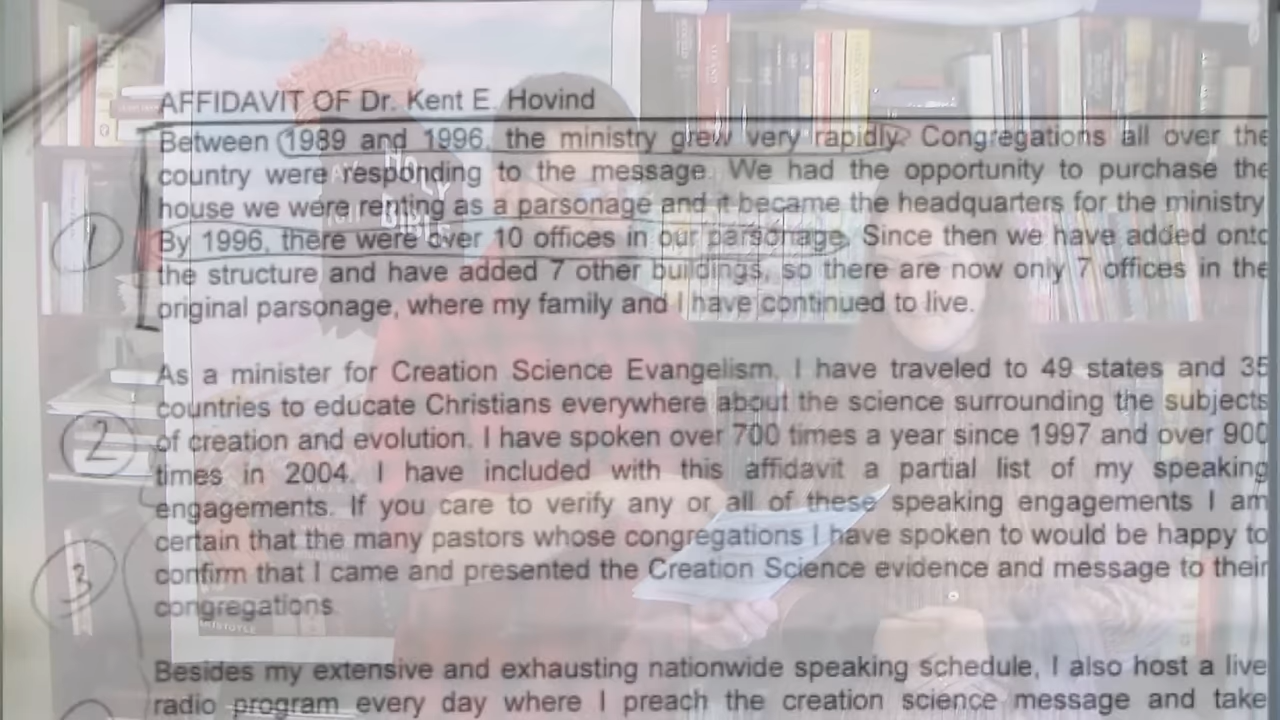 AFFIDAVIT OF Dr. Kent E. Hovind
Between 1989 and 1996, the ministry grew very rapidly. Congregations all over the
country were responding to the message. We had the opportunity to purchase the
house we were renting as a parsonage and it became the headquarters for the ministry
By 1996, there were over 10 offices in our parsonage. Since then we have added onto
the structure and have added 7 other buildings, so there are now only 7 offices in the
original parsonage, where my family and I have continued to live.
As a minister for Creation Science Evangelism, I have traveled to 49 states and 35
countries to educate Christians everywhere about the science surrounding the subjects
of creation and evolution. I have spoken over 700 times a year since 1997 and over 900
times in 2004. I have included with this affidavit a partial list of my speaking
engagements. If you care to verify any or all of these speaking engagements I am
certain that the many pastors whose congregations I have spoken to would be happy to
confirm that I came and presented the Creation Science evidence and message to their
congregations.
Besides my extensive and exhausting nationwide speaking schedule, I also host a live
radio program every day where I preach the creation science message and take
1
2
3
HOLY
BIBLE